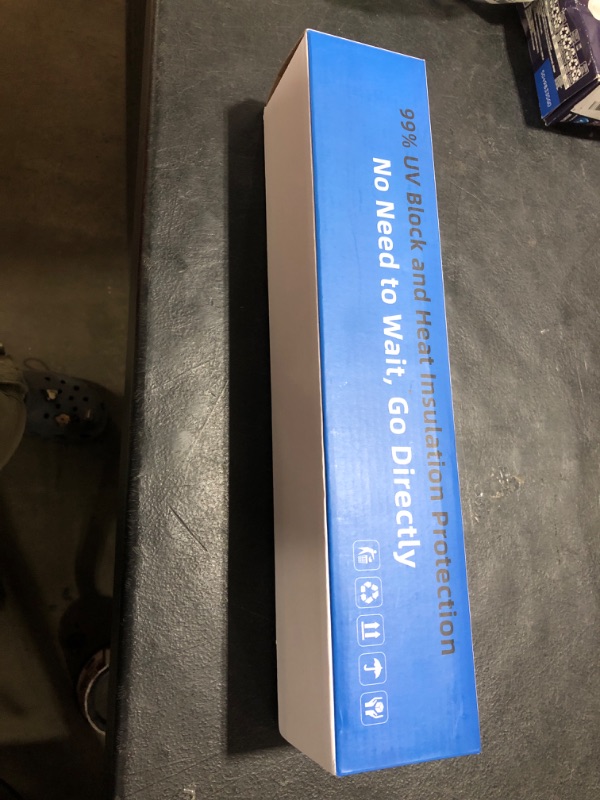 99% UV Block and Heat Insulation Protection
No Need to Wait, Go Directly